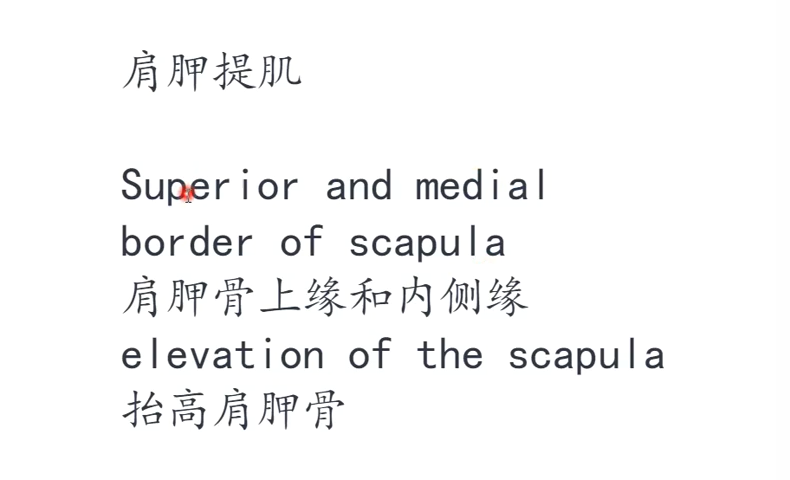 肩胛提肌
Superior and medial
border of scapula
肩胛骨上缘和内侧缘
elevation of the scapula
抬高肩胛骨